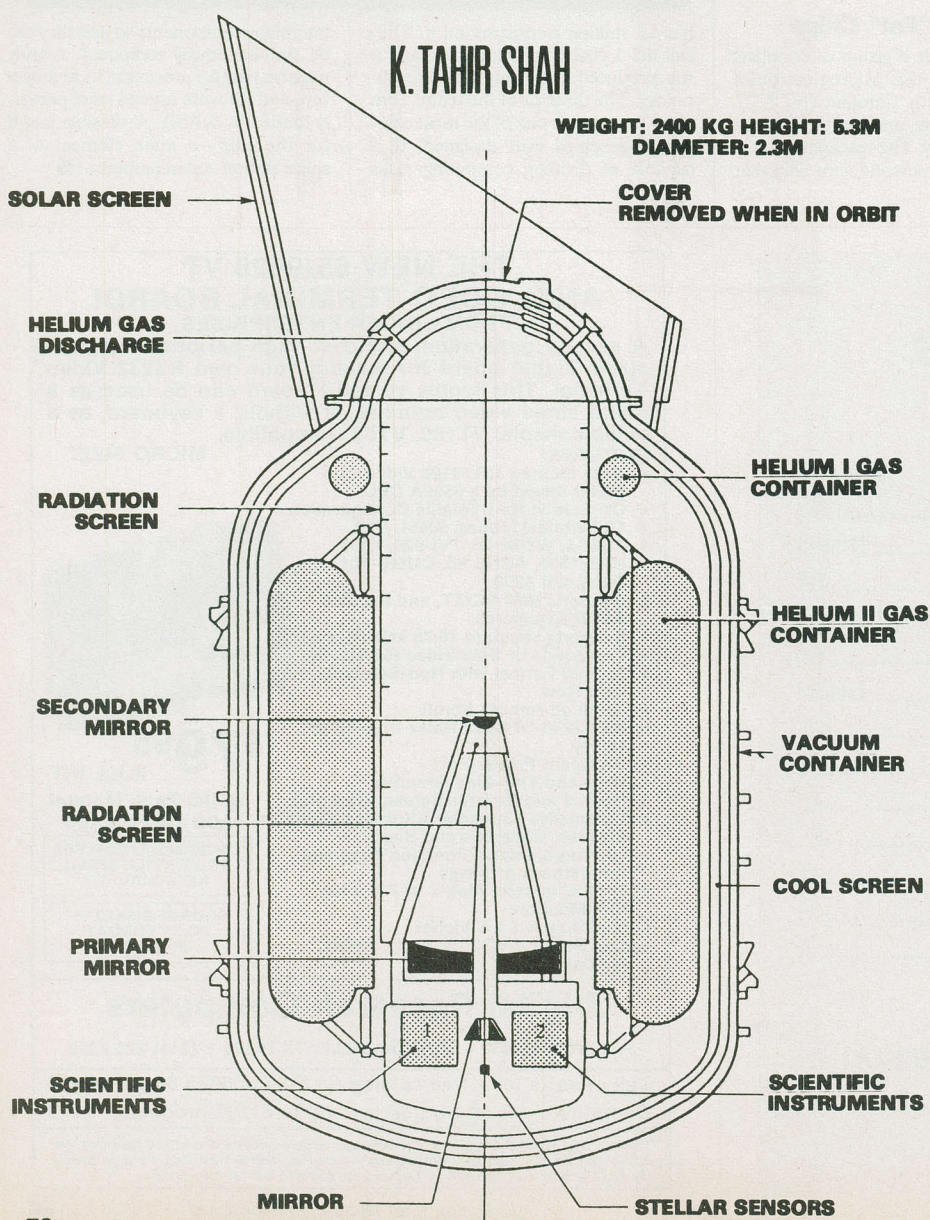 K. TAHIR SHAH
WEIGHT: 2400 KG HEIGHT: 5.3M
DIAMETER: 2.3M
SOLAR SCREEN
COVER
REMOVED WHEN IN ORBIT
HELIUM GAS
DISCHARGE
HELIUM I GAS
CONTAINER
RADIATION
SCREEN
HELIUM II GAS
CONTAINER
SECONDARY
MIRROR
VACUUM
CONTAINER
RADIATION
SCREEN
COOL SCREEN
PRIMARY
MIRROR
1
2
SCIENTIFIC
INSTRUMENTS
SCIENTIFIC
INSTRUMENTS
MIRROR
STELLAR SENSORS